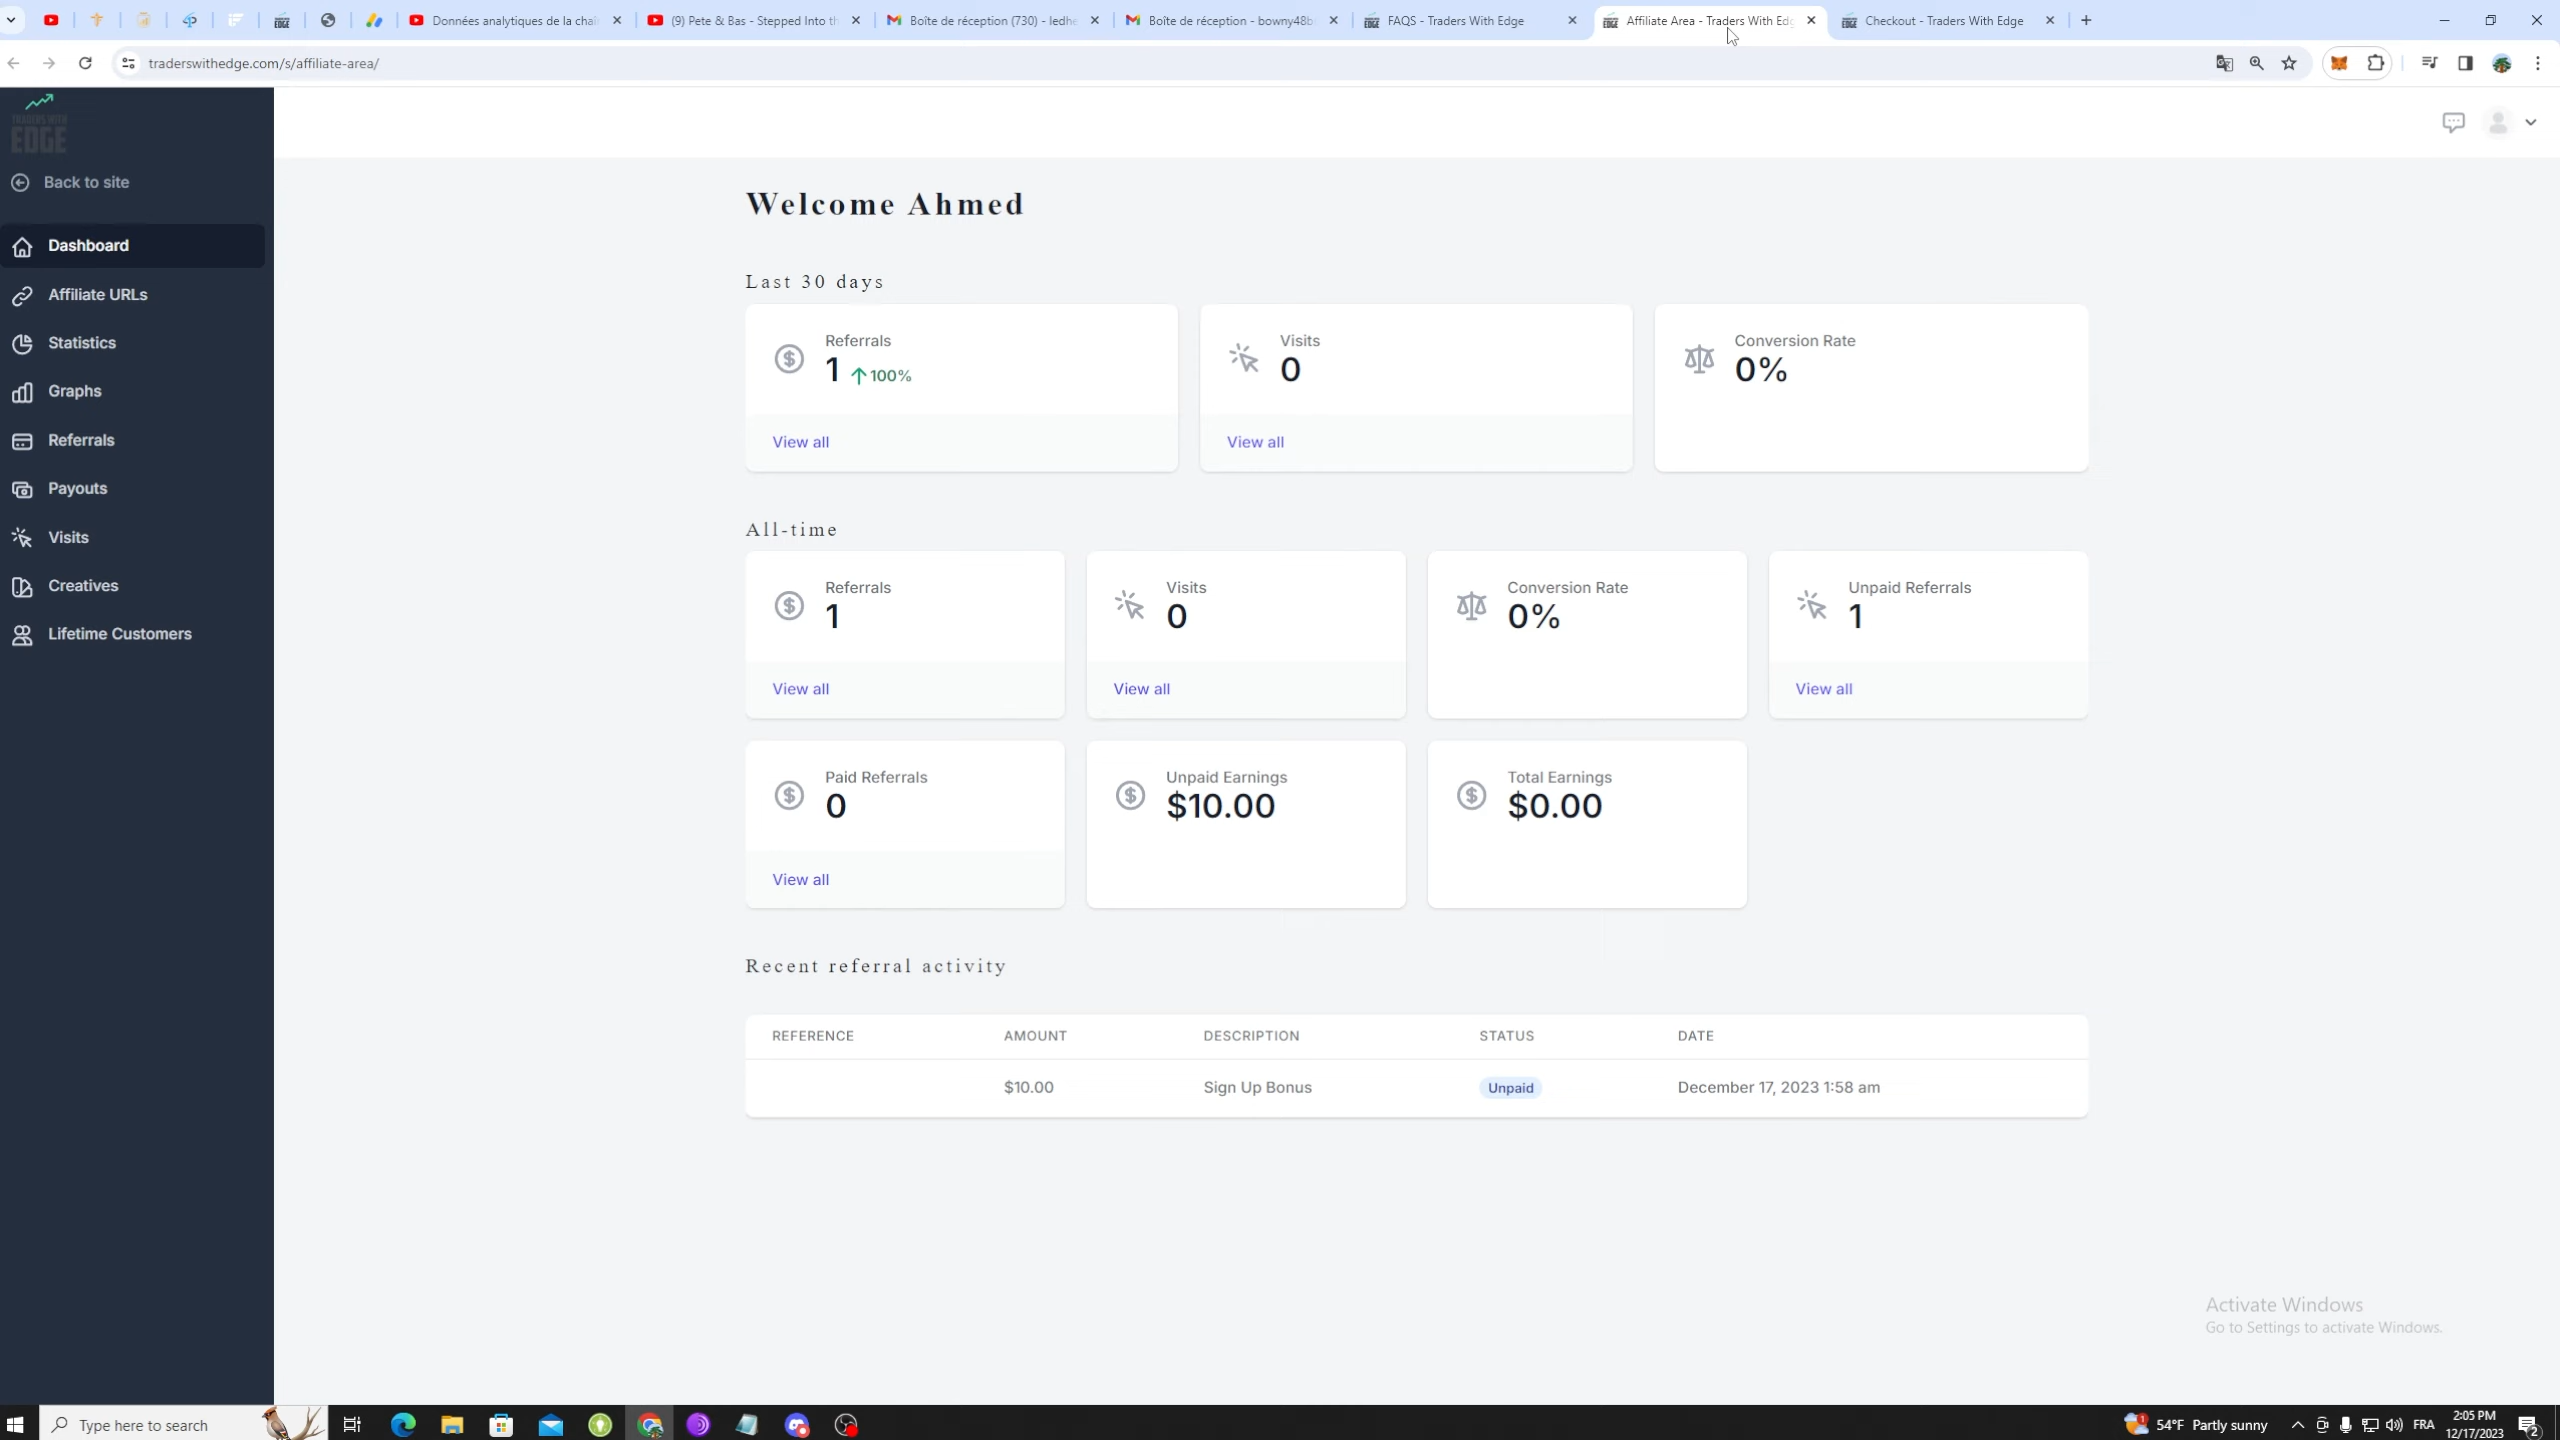 Données analytiques de la chaî
(9) Pete & Bas - Stepped Into th
Boîte de réception (730) - ledhe
Boîte de réception - bowny48b
FAQS - Traders With Edge
Affiliate Area - Traders With Edg
Checkout - Traders With Edge
traderswithedge.com/s/affiliate-area/
TRADERS WITH
EDGE
Back to site
Dashboard
Affiliate URLs
Statistics
Graphs
Referrals
Payouts
Visits
Creatives
Lifetime Customers
Welcome Ahmed
Last 30 days
Referrals
1 100%
View all
Visits
0
View all
Conversion Rate
0%
All-time
Referrals
1
View all
Visits
0
View all
Conversion Rate
0%
Unpaid Referrals
1
View all
Paid Referrals
0
View all
Unpaid Earnings
$10.00
Total Earnings
$0.00
Recent referral activity
REFERENCE AMOUNT DESCRIPTION STATUS DATE
$10.00 Sign Up Bonus Unpaid December 17, 2023 1:58 am
Activate Windows
Go to Settings to activate Windows.
Type here to search
54°F Partly sunny
FRA
2:05 PM
12/17/2023
2